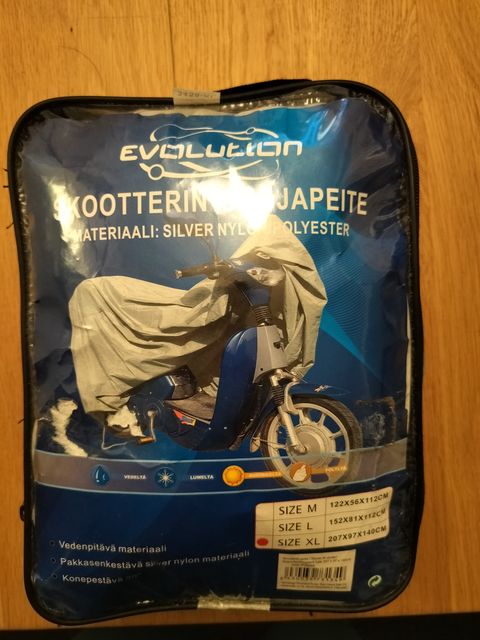 EVOLUTION
SKOOTTERIN
JAPEITE
MATERIAALI: SILVER NYLON POLYESTER
VEDELTÄ
LUMELTA
PÖLYLTÄ
SIZE M 122X56X112CM
SIZE L 152X81X112CM
SIZE XL 207X97X140CM
• Vedenpitävä materiaali
• Pakkasenkestävä silver nylon materiaali
• Konepestävä